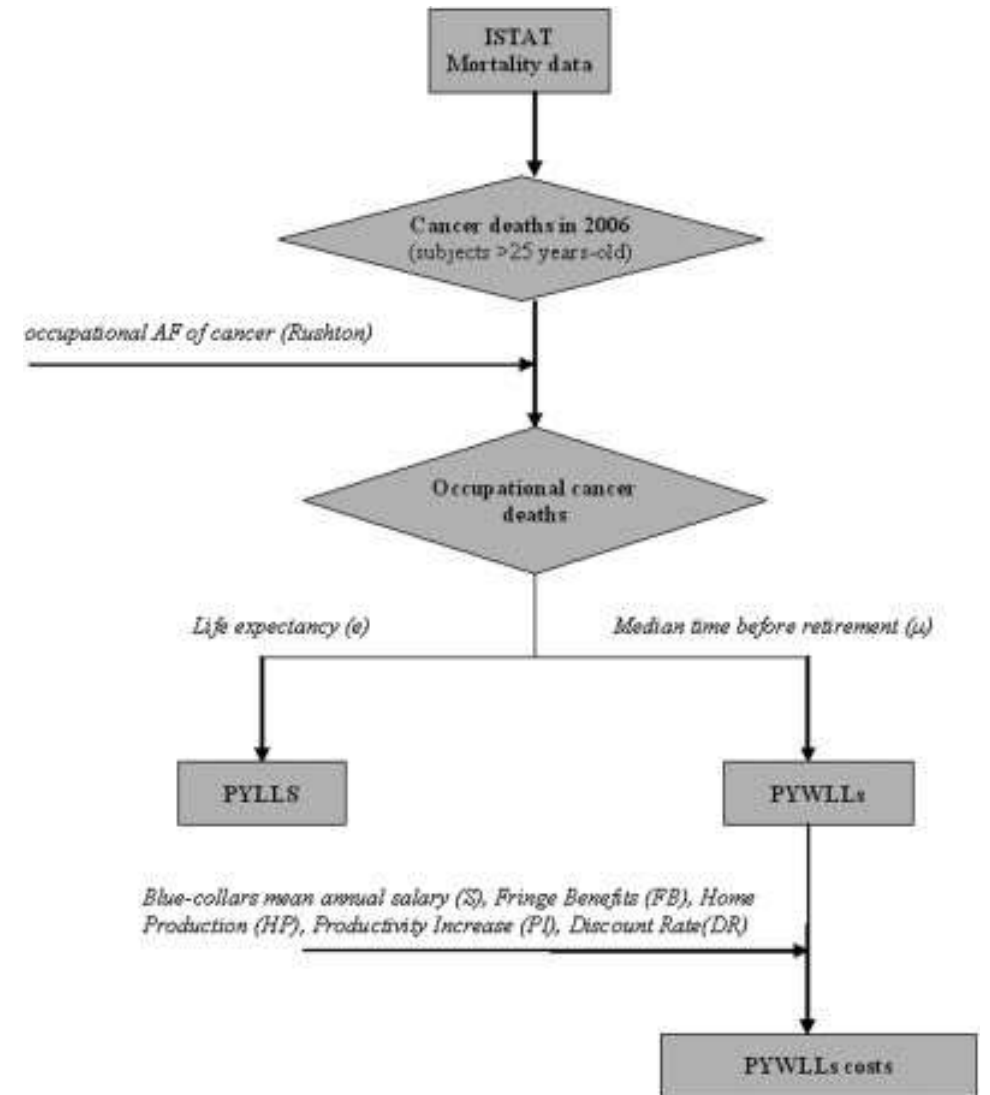 ISTAT
Mortality data
Cancer deaths in 2006
(subjects >25 years-old)
occupational AF of cancer (Rushton)
Occupational cancer
deaths
Life expectancy (e)
Median time before retirement (μ)
PYLLS
PYWLLs
Blue-collars mean annual salary (S), Fringe Benefits (FB), Home
Production (HP), Productivity Increase (PI), Discount Rate(DR)
PYWLLs costs